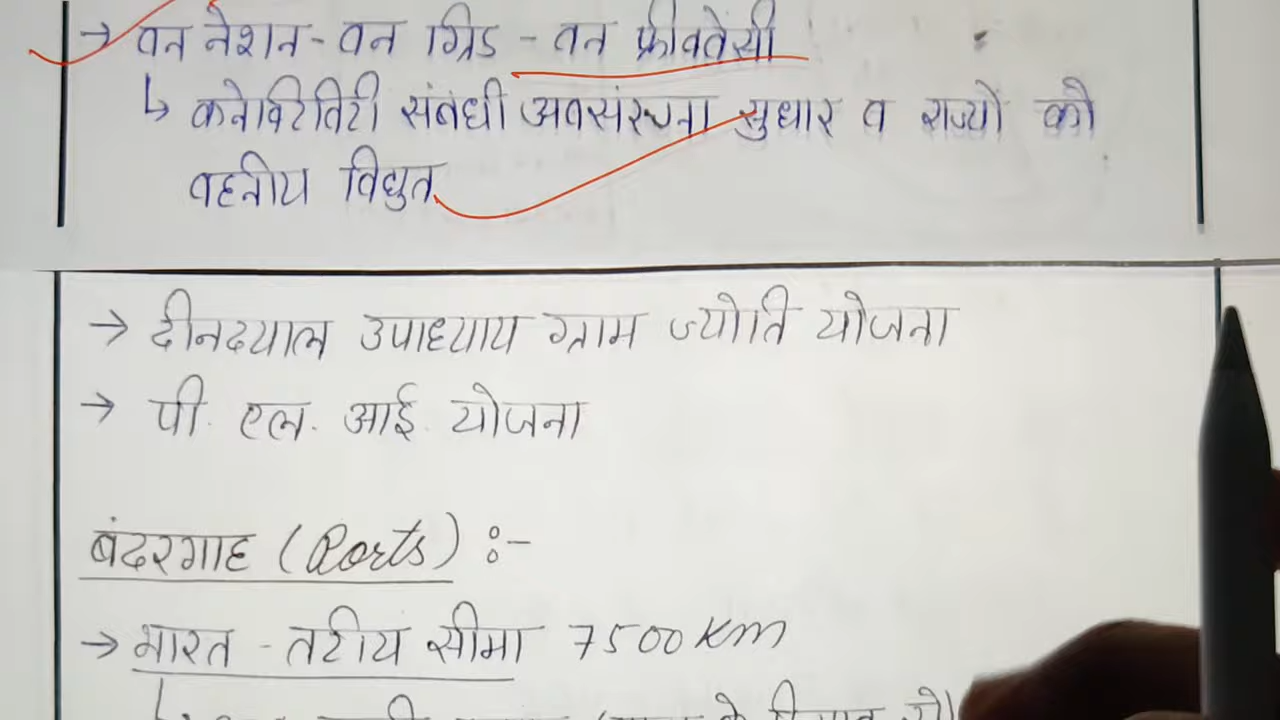 → वन नेशन - वन ग्रिड - वन फ्रीक्वेंसी
↳ कनेक्टिविटी संबंधी अवसंरचना सुधार व राज्यों को
वहनीय विधुत
→ दीनदयाल उपाध्याय ग्राम ज्योति योजना
→ पी. एल. आई. योजना
बंदरगाह (Ports) :-
→ भारत - तटीय सीमा 7500 km